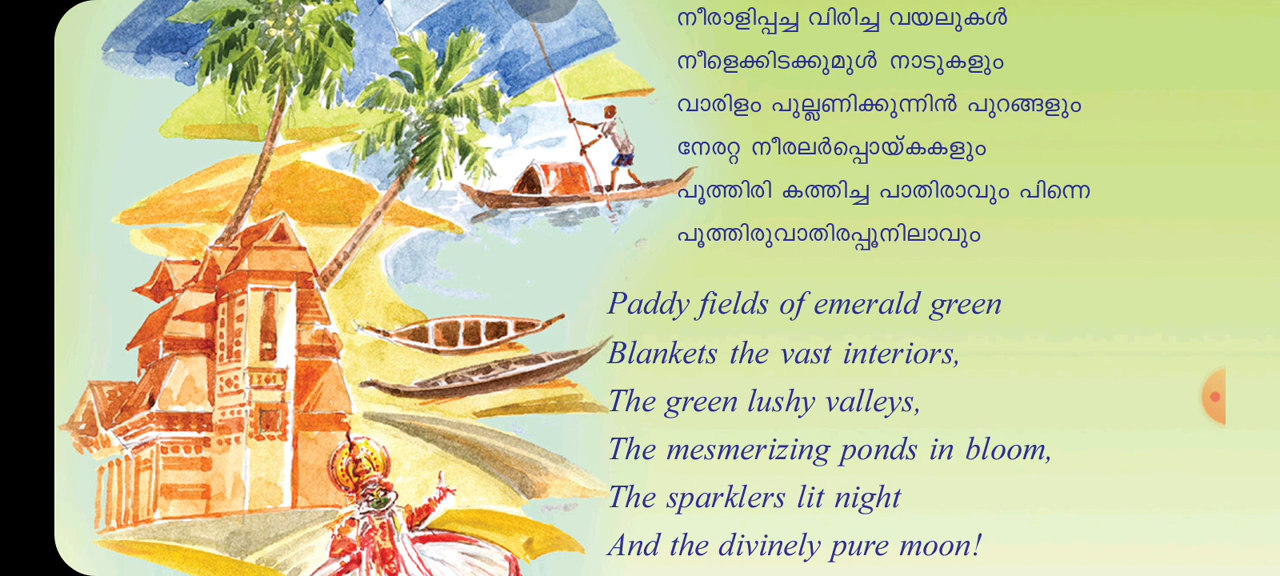 നീരാളിപ്പച്ച വിരിച്ച വയലുകൾ
നീളെക്കിടക്കുമുൾ നാടുകളും
വാരിളം പുല്ലണിക്കുന്നിൻ പുറങ്ങളും
നേരറ്റ നീരലർപ്പൊയ്കകളും
പൂത്തിരി കത്തിച്ച പാതിരാവും പിന്നെ
പൂത്തിരുവാതിരപ്പൂനിലാവും
Paddy fields of emerald green
Blankets the vast interiors,
The green lushy valleys,
The mesmerizing ponds in bloom,
The sparklers lit night
And the divinely pure moon!